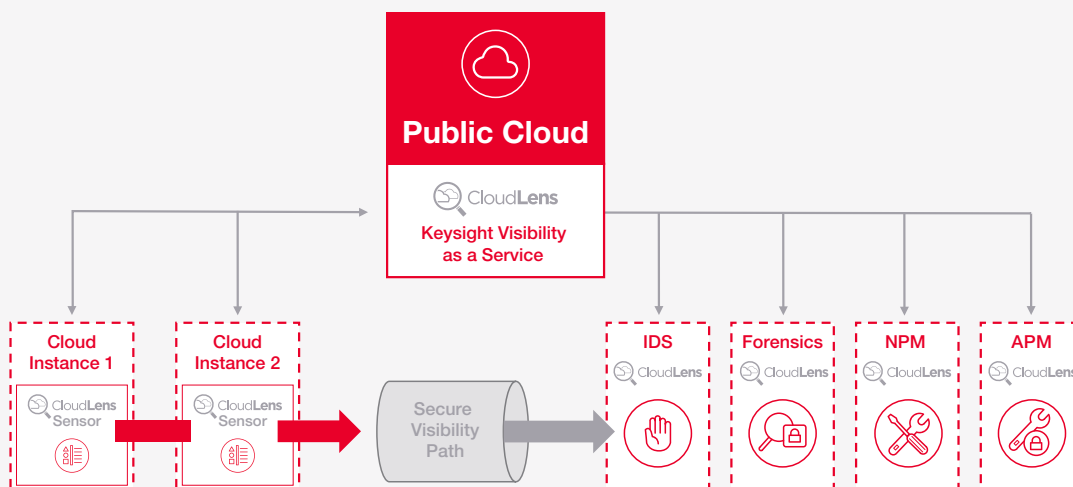 Public Cloud
CloudLens
Keysight Visibility
as a Service
Cloud
Instance 1
CloudLens
Sensor
Cloud
Instance 2
CloudLens
Sensor
Secure
Visibility
Path
IDS
CloudLens
Forensics
CloudLens
NPM
CloudLens
APM
CloudLens